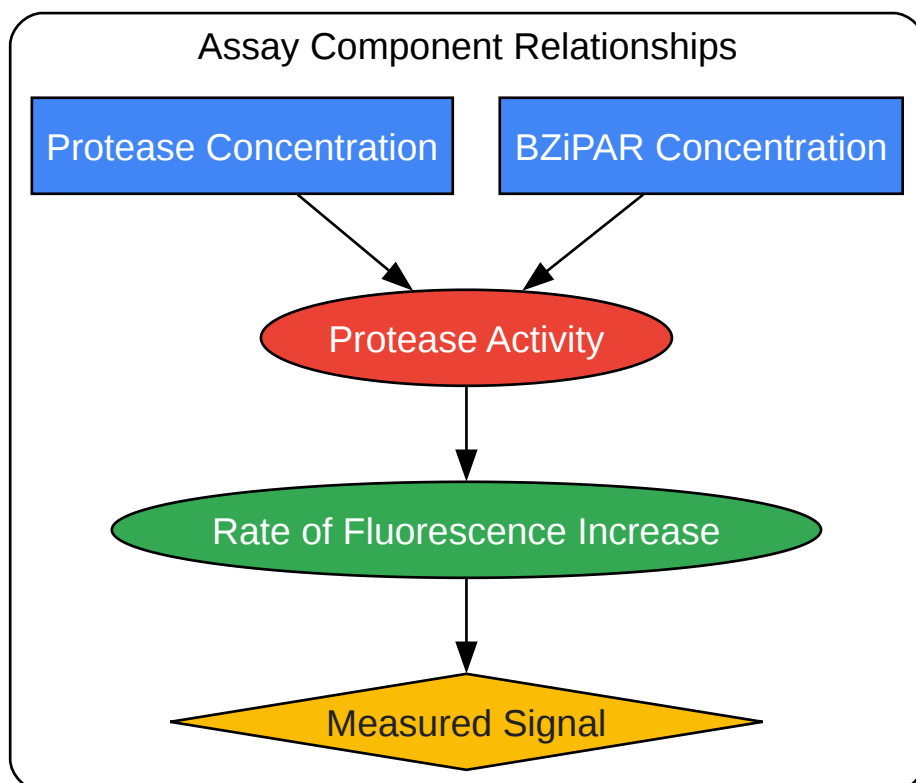 Assay Component Relationships
Protease Concentration
BZiPAR Concentration
Protease Activity
Rate of Fluorescence Increase
Measured Signal